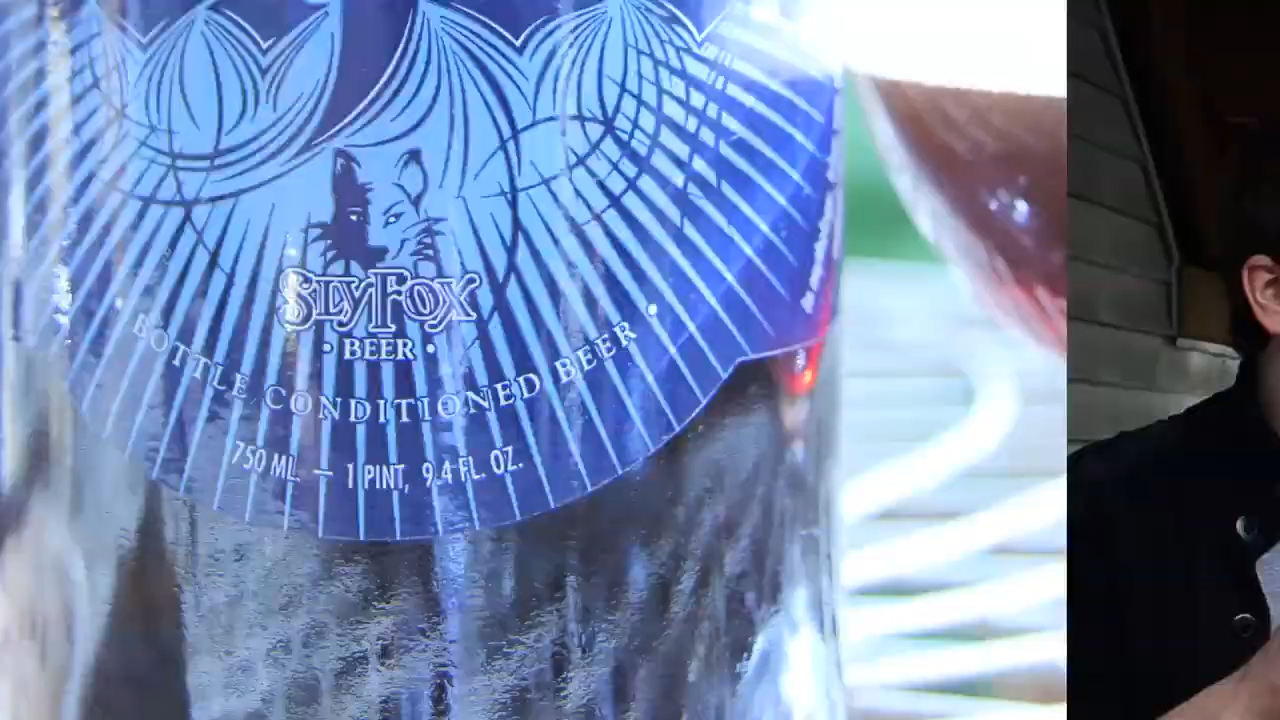 SLY FOX
• BEER •
• BOTTLE CONDITIONED BEER •
750 ML. — 1 PINT, 9.4 FL. OZ.